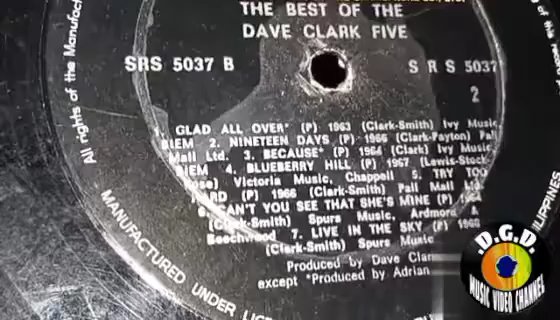 THE BEST OF THE
DAVE CLARK FIVE
SRS 5037 B
S R S 5037
2
1. GLAD ALL OVER* (P) 1963 (Clark-Smith) Ivy Music
BIEM 2. NINETEEN DAYS (P) 1966 (Clark-Payton) Pall
Mall Ltd. 3. BECAUSE* (P) 1964 (Clark) Ivy Music
BIEM 4. BLUEBERRY HILL (P) 1967 (Lewis-Stock-
Rose) Victoria Music, Chappell 5. TRY TOO
HARD (P) 1966 (Clark-Smith) Pall Mall Ltd.
6. CAN'T YOU SEE THAT SHE'S MINE (P) 1964
(Clark-Smith) Spurs Music, Ardmore &
Beechwood 7. LIVE IN THE SKY (P) 1968
(Clark-Smith) Spurs Music
Produced by Dave Clar
except *Produced by Adrian
All rights of the Manufac
MANUFACTURED UNDER LICE
ILIPPINES
.D.G.D.
MUSIC VIDEO CHANNEL